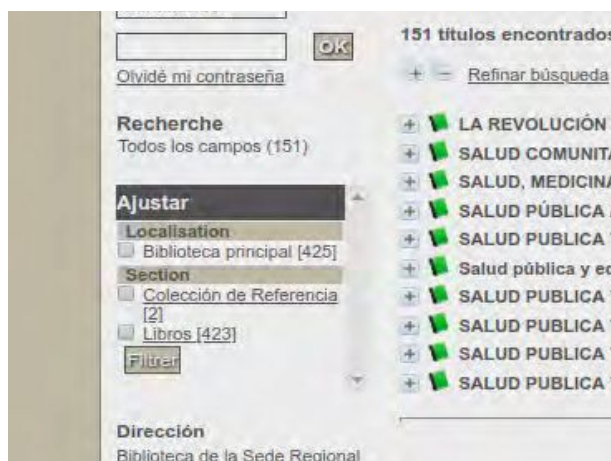 OK
Olvidé mi contraseña
Recherche
Todos los campos (151)
Ajustar
Localisation
Biblioteca principal [425]
Section
Colección de Referencia
[2]
Libros [423]
Filtrer
Dirección
Biblioteca de la Sede Regional
151 títulos encontrados
+ − Refinar búsqueda
+ LA REVOLUCIÓN
+ SALUD COMUNITA
+ SALUD, MEDICINA
+ SALUD PÚBLICA
+ SALUD PUBLICA
+ Salud pública y ed
+ SALUD PUBLICA
+ SALUD PUBLICA
+ SALUD PUBLICA
+ SALUD PUBLICA